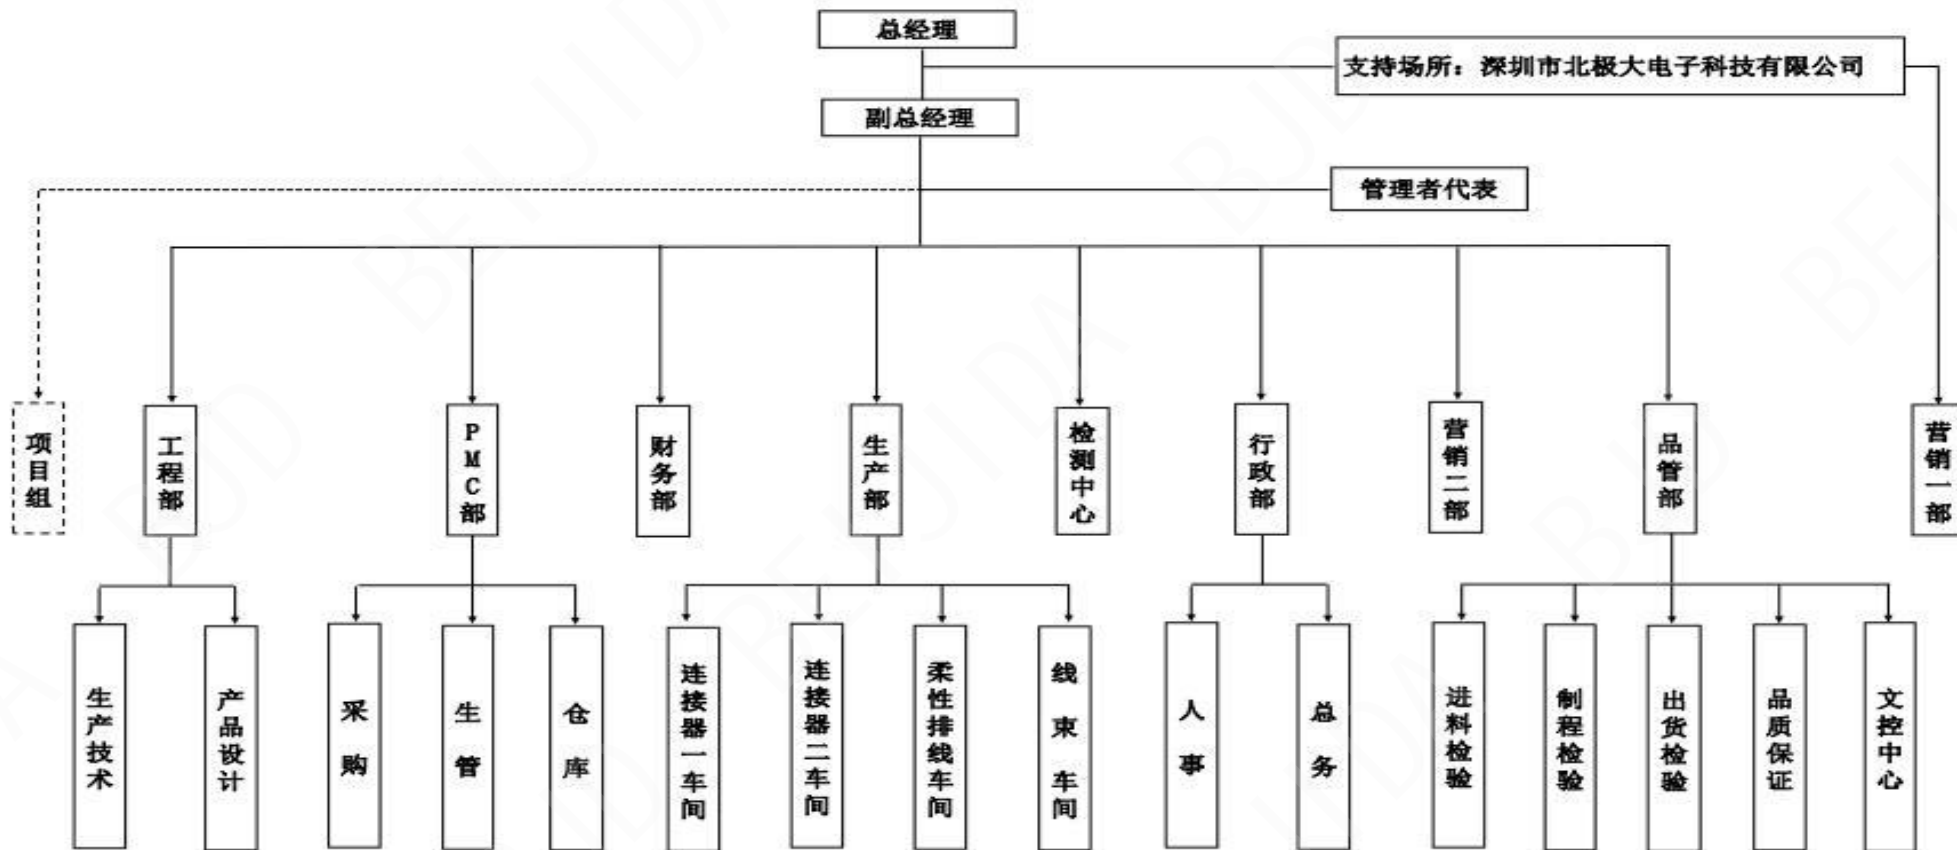 总经理
支持场所：深圳市北极大电子科技有限公司
副总经理
管理者代表
项目组
工程部
PMC部
财务部
生产部
检测中心
行政部
营销二部
品管部
营销一部
生产技术
产品设计
采购
生管
仓库
连接器一车间
连接器二车间
柔性排线车间
线束车间
人事
总务
进料检验
制程检验
出货检验
品质保证
文控中心
BEIJIDA
BJD